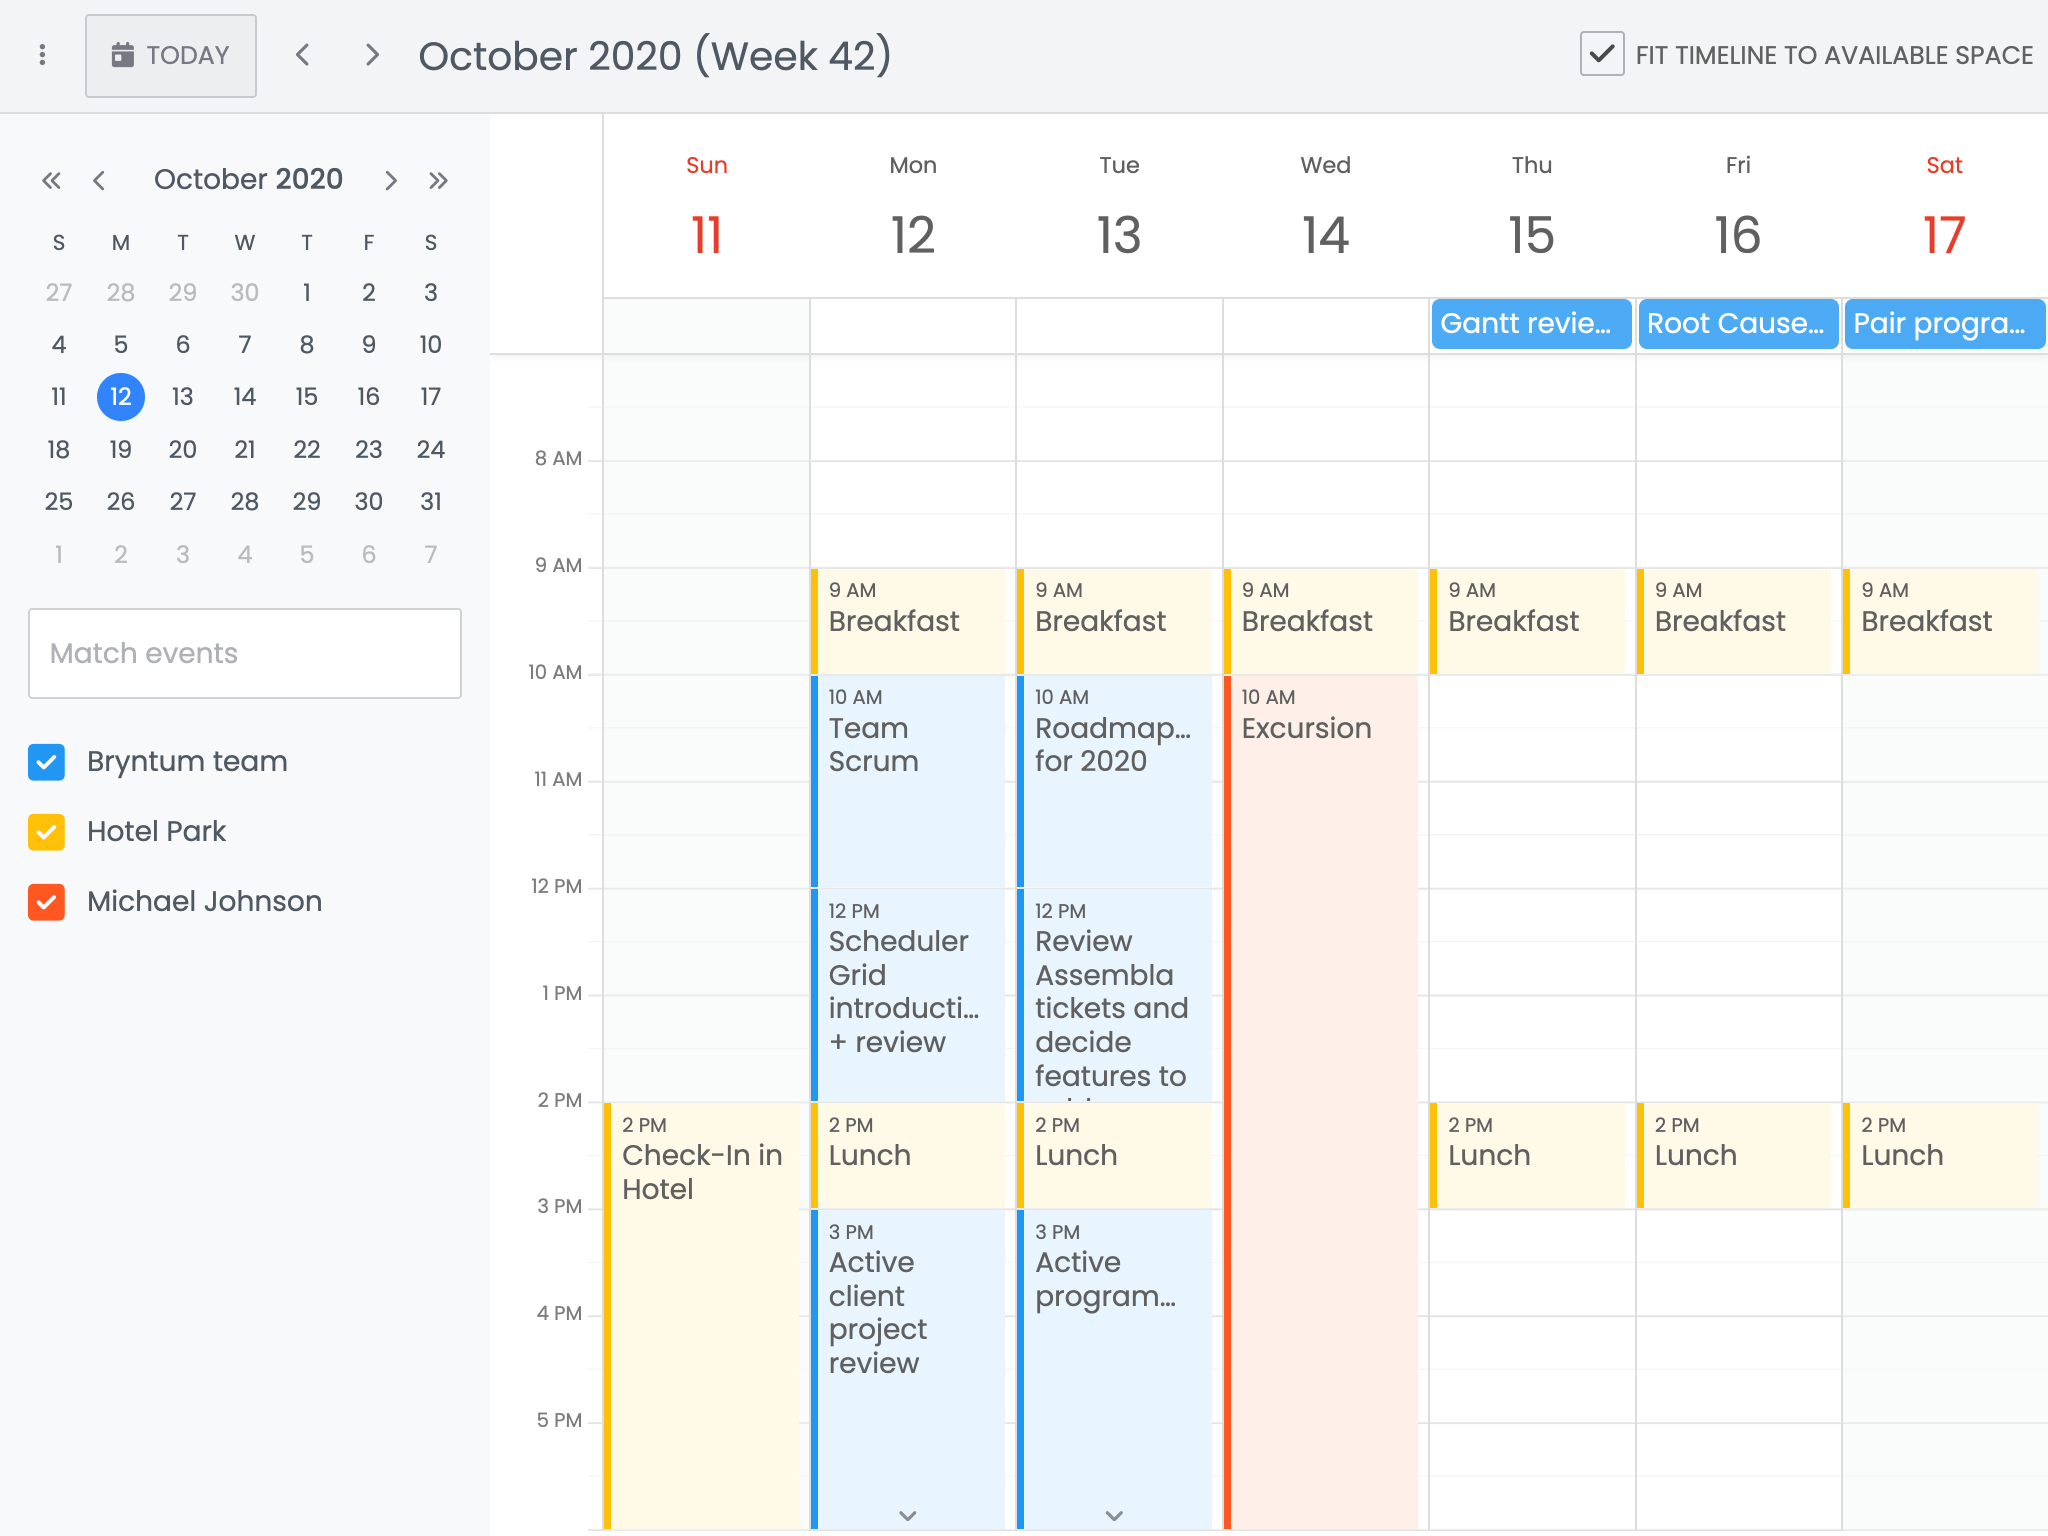 TODAY
October 2020 (Week 42)
FIT TIMELINE TO AVAILABLE SPACE
October 2020
S M T W T F S
27 28 29 30 1 2 3
4 5 6 7 8 9 10
11 12 13 14 15 16 17
18 19 20 21 22 23 24
25 26 27 28 29 30 31
1 2 3 4 5 6 7
Match events
Bryntum team
Hotel Park
Michael Johnson
Sun Mon Tue Wed Thu Fri Sat
11 12 13 14 15 16 17
Gantt revie... Root Cause... Pair progra...
8 AM
9 AM
10 AM
11 AM
12 PM
1 PM
2 PM
3 PM
4 PM
5 PM
2 PM
Check-In in
Hotel
9 AM
Breakfast
10 AM
Team
Scrum
12 PM
Scheduler
Grid
introducti...
+ review
2 PM
Lunch
3 PM
Active
client
project
review
9 AM
Breakfast
10 AM
Roadmap...
for 2020
12 PM
Review
Assembla
tickets and
decide
features to
2 PM
Lunch
3 PM
Active
program...
9 AM
Breakfast
10 AM
Excursion
9 AM
Breakfast
2 PM
Lunch
9 AM
Breakfast
2 PM
Lunch
9 AM
Breakfast
2 PM
Lunch